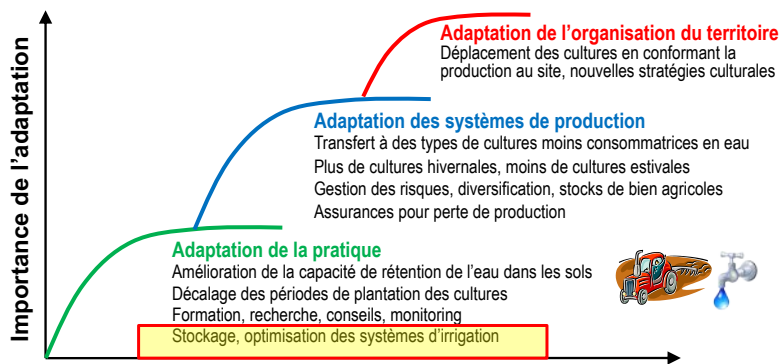 Importance de l'adaptation
Adaptation de l'organisation du territoire
Déplacement des cultures en conformant la
production au site, nouvelles stratégies culturales
Adaptation des systèmes de production
Transfert à des types de cultures moins consommatrices en eau
Plus de cultures hivernales, moins de cultures estivales
Gestion des risques, diversification, stocks de bien agricoles
Assurances pour perte de production
Adaptation de la pratique
Amélioration de la capacité de rétention de l'eau dans les sols
Décalage des périodes de plantation des cultures
Formation, recherche, conseils, monitoring
Stockage, optimisation des systèmes d'irrigation